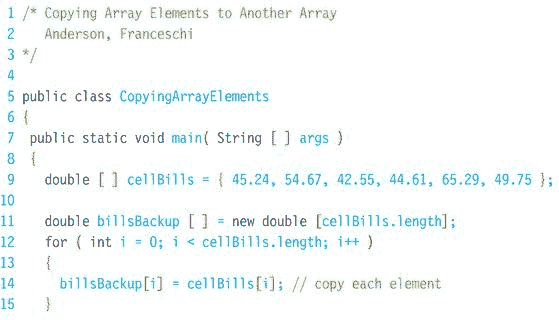 1 /* Copying Array Elements to Another Array
2    Anderson, Franceschi
3 */
4
5 public class CopyingArrayElements
6 {
7  public static void main( String [ ] args )
8  {
9    double [ ] cellBills = { 45.24, 54.67, 42.55, 44.61, 65.29, 49.75 };
10
11    double billsBackup [ ] = new double [cellBills.length];
12    for ( int i = 0; i < cellBills.length; i++ )
13    {
14      billsBackup[i] = cellBills[i]; // copy each element
15    }